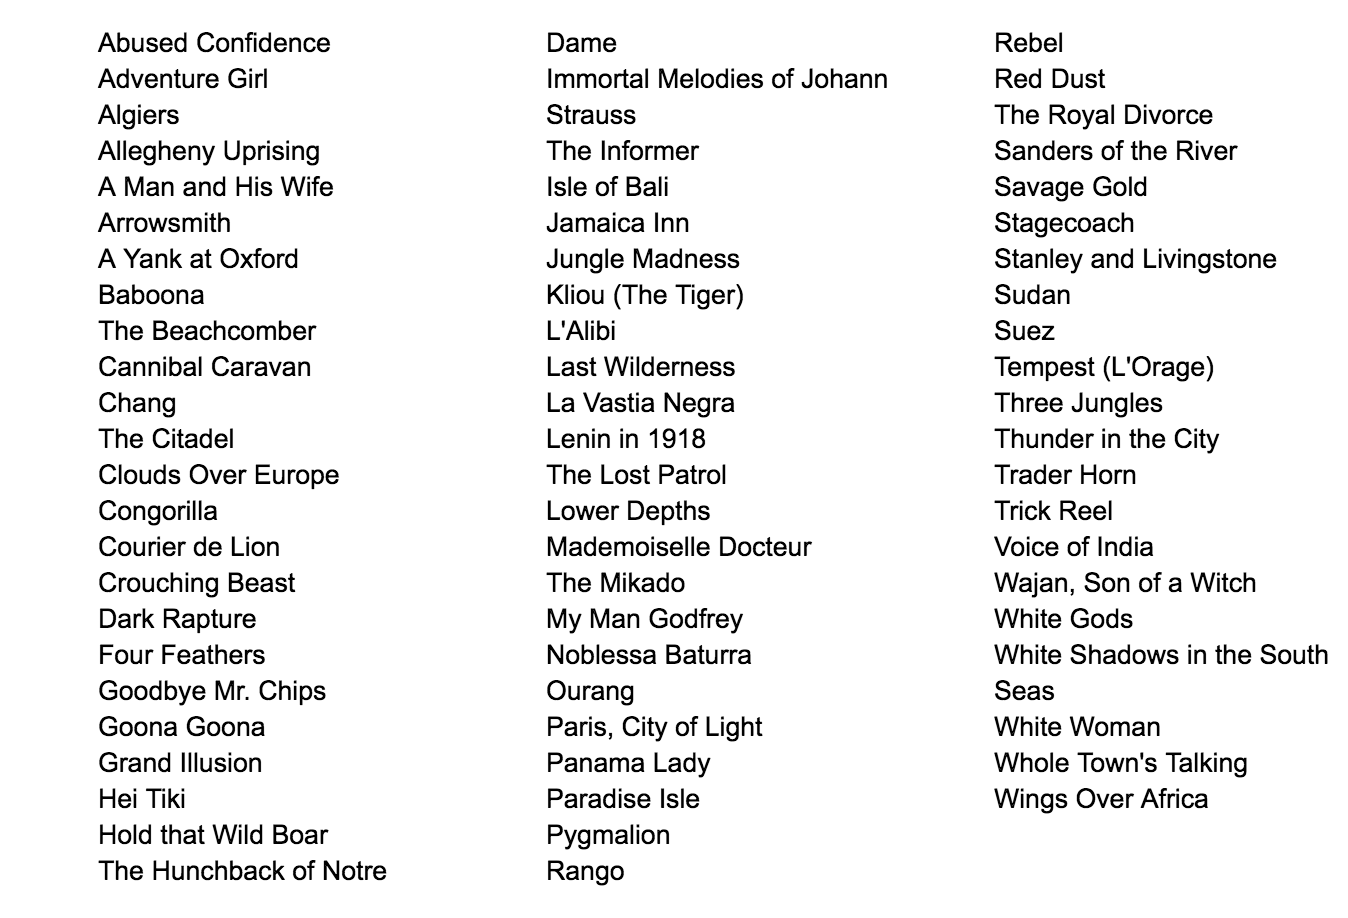 Abused Confidence
Adventure Girl
Algiers
Allegheny Uprising
A Man and His Wife
Arrowsmith
A Yank at Oxford
Baboona
The Beachcomber
Cannibal Caravan
Chang
The Citadel
Clouds Over Europe
Congorilla
Courier de Lion
Crouching Beast
Dark Rapture
Four Feathers
Goodbye Mr. Chips
Goona Goona
Grand Illusion
Hei Tiki
Hold that Wild Boar
The Hunchback of Notre
Dame
Immortal Melodies of Johann
Strauss
The Informer
Isle of Bali
Jamaica Inn
Jungle Madness
Kliou (The Tiger)
L'Alibi
Last Wilderness
La Vastia Negra
Lenin in 1918
The Lost Patrol
Lower Depths
Mademoiselle Docteur
The Mikado
My Man Godfrey
Noblessa Baturra
Ourang
Paris, City of Light
Panama Lady
Paradise Isle
Pygmalion
Rango
Rebel
Red Dust
The Royal Divorce
Sanders of the River
Savage Gold
Stagecoach
Stanley and Livingstone
Sudan
Suez
Tempest (L'Orage)
Three Jungles
Thunder in the City
Trader Horn
Trick Reel
Voice of India
Wajan, Son of a Witch
White Gods
White Shadows in the South
Seas
White Woman
Whole Town's Talking
Wings Over Africa